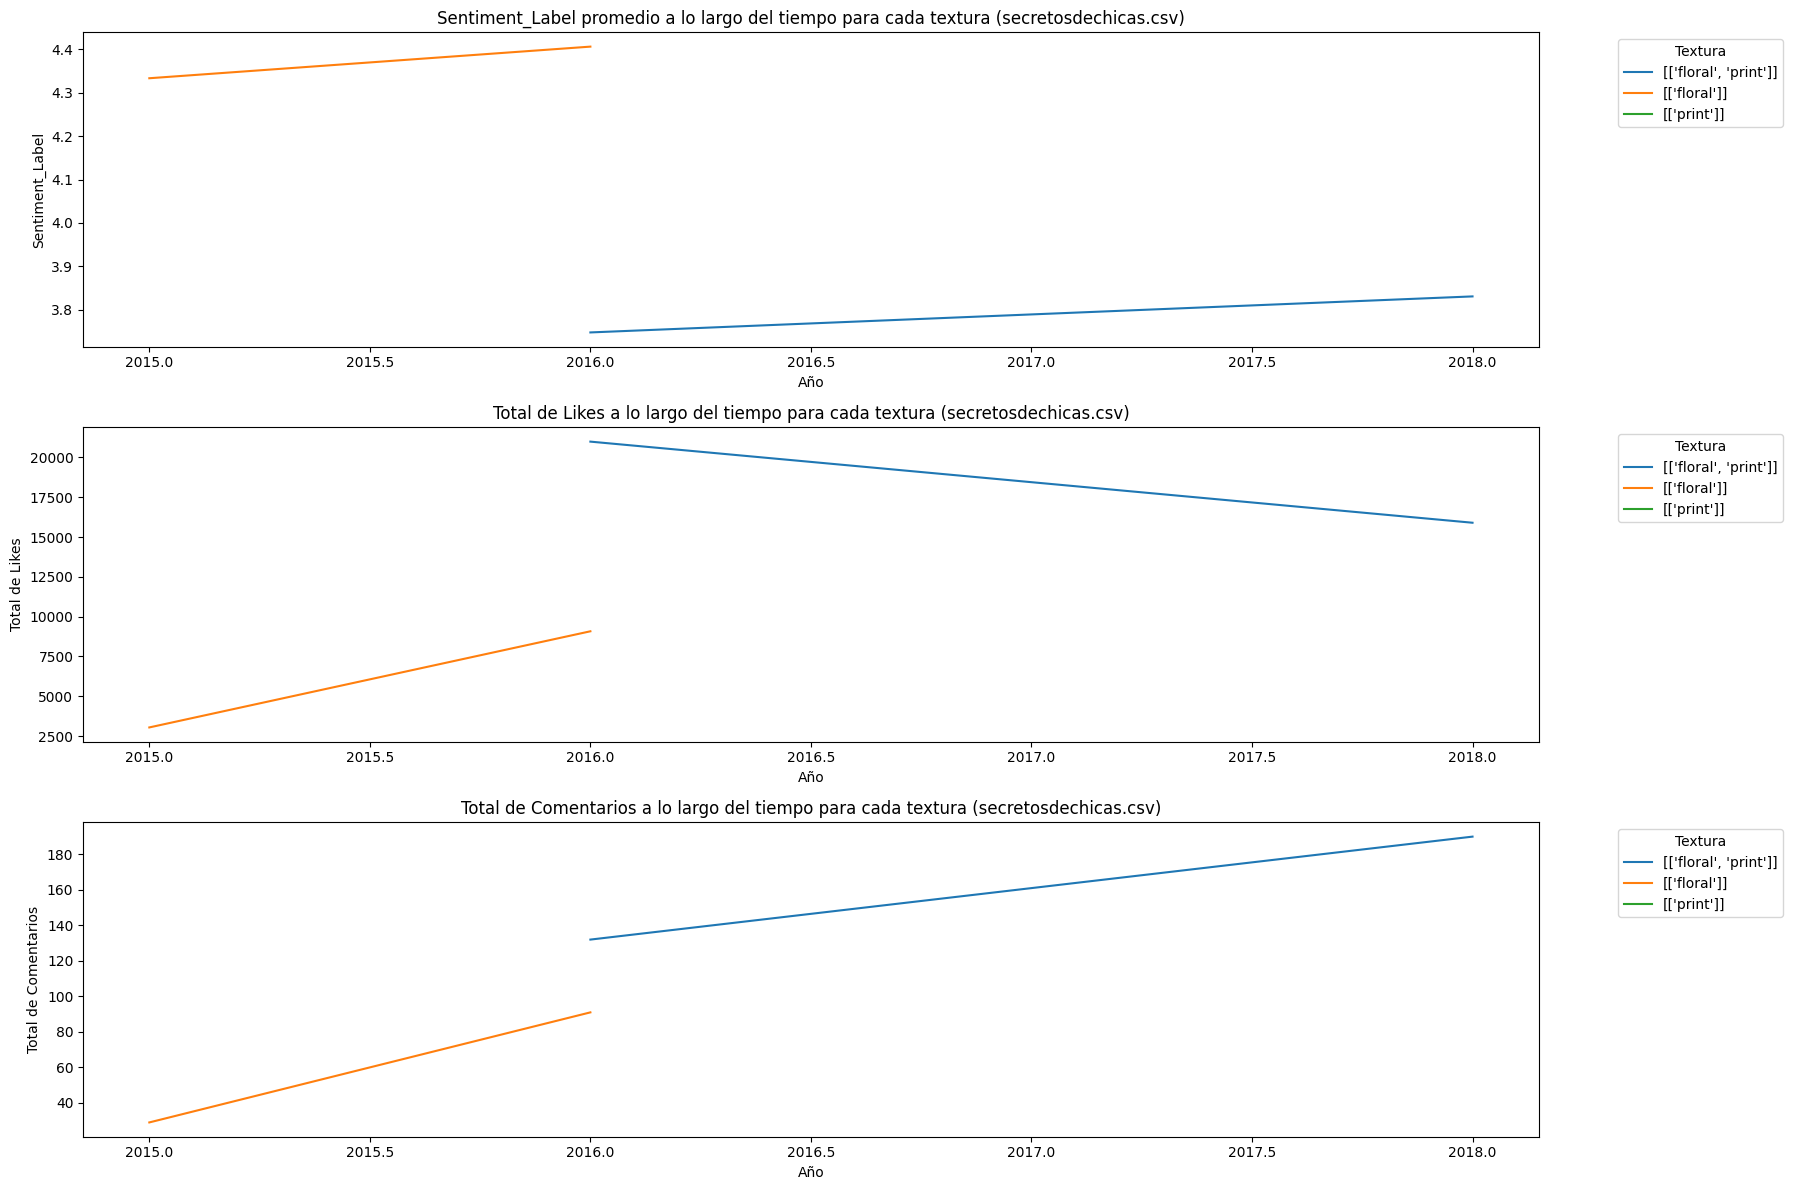 Sentiment_Label promedio a lo largo del tiempo para cada textura (secretosdechicas.csv)
4.4
4.3
4.2
4.1
4.0
3.9
3.8
Sentiment_Label
2015.0 2015.5 2016.0 2016.5 2017.0 2017.5 2018.0
Año
Textura
[['floral', 'print']]
[['floral']]
[['print']]
Total de Likes a lo largo del tiempo para cada textura (secretosdechicas.csv)
20000
17500
15000
12500
10000
7500
5000
2500
Total de Likes
2015.0 2015.5 2016.0 2016.5 2017.0 2017.5 2018.0
Año
Textura
[['floral', 'print']]
[['floral']]
[['print']]
Total de Comentarios a lo largo del tiempo para cada textura (secretosdechicas.csv)
180
160
140
120
100
80
60
40
Total de Comentarios
2015.0 2015.5 2016.0 2016.5 2017.0 2017.5 2018.0
Año
Textura
[['floral', 'print']]
[['floral']]
[['print']]